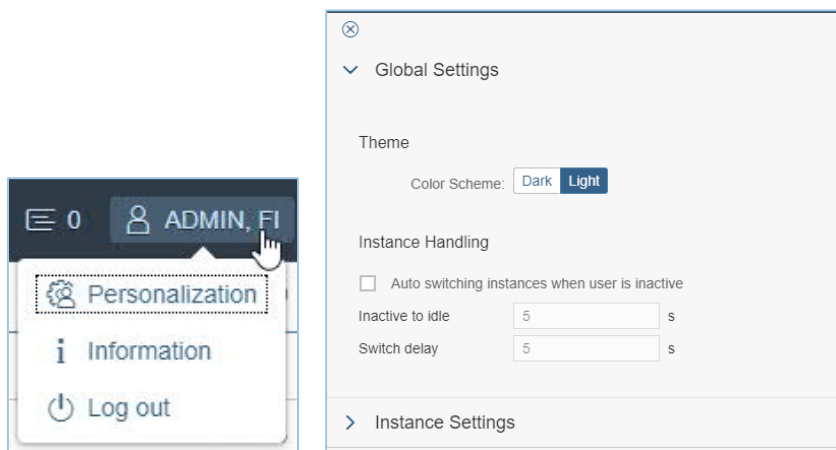 0 ADMIN, FI
Personalization
Information
Log out
Global Settings
Theme
Color Scheme: Dark Light
Instance Handling
Auto switching instances when user is inactive
Inactive to idle 5 s
Switch delay 5 s
Instance Settings